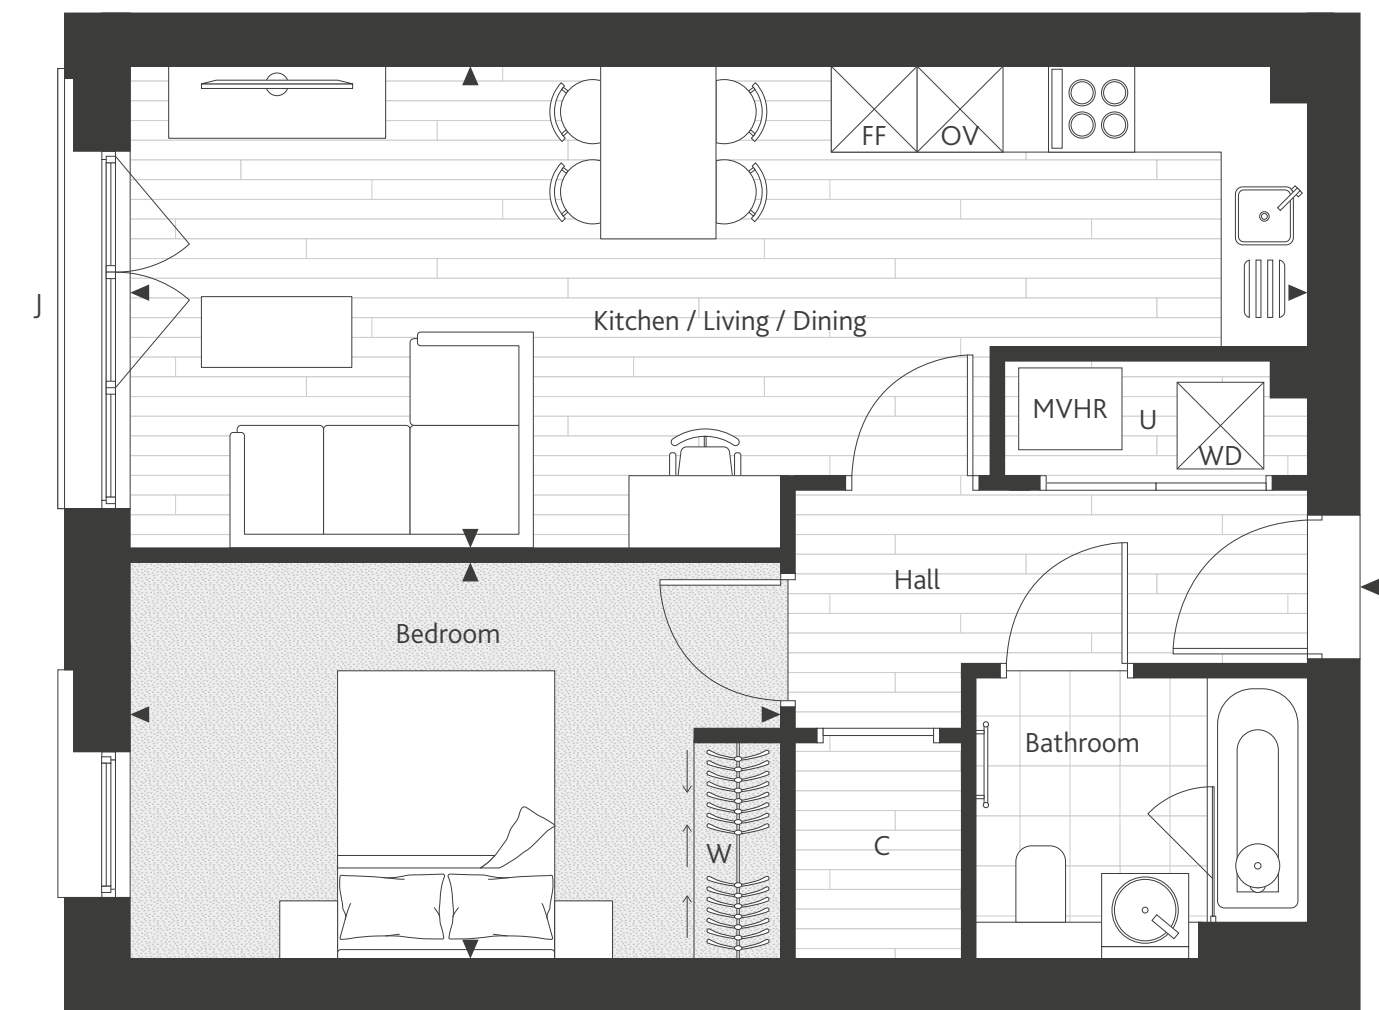 FF
OV
J
Kitchen / Living / Dining
MVHR
U
WD
Hall
Bedroom
Bathroom
W
C